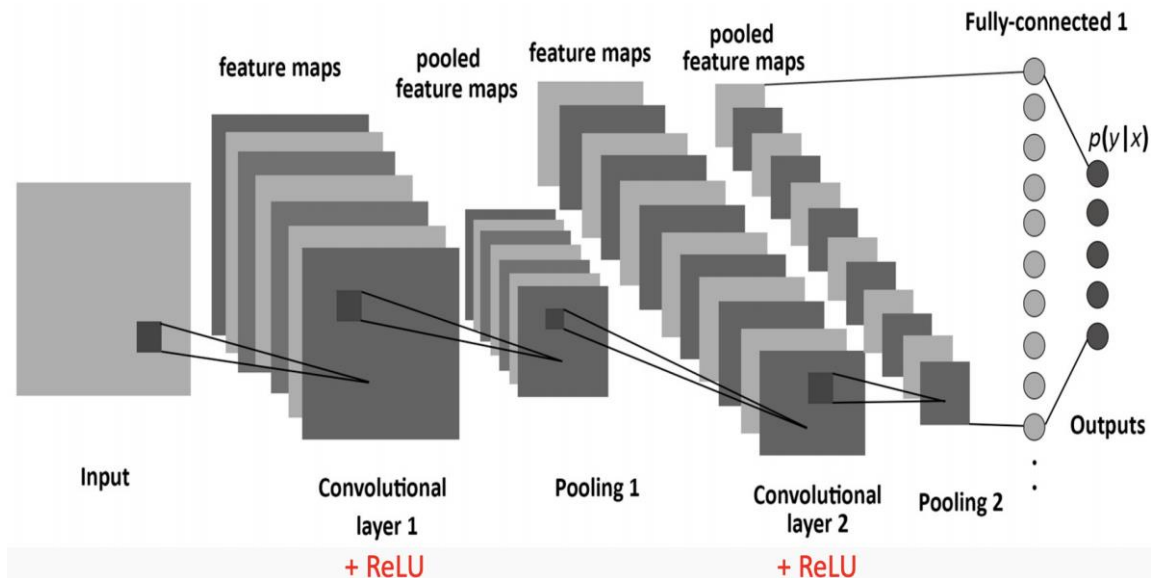 Fully-connected 1
feature maps
pooled
feature maps
feature maps
pooled
feature maps
p(y|x)
Input
Convolutional
layer 1
Pooling 1
Convolutional
layer 2
Pooling 2
Outputs
+ ReLU
+ ReLU